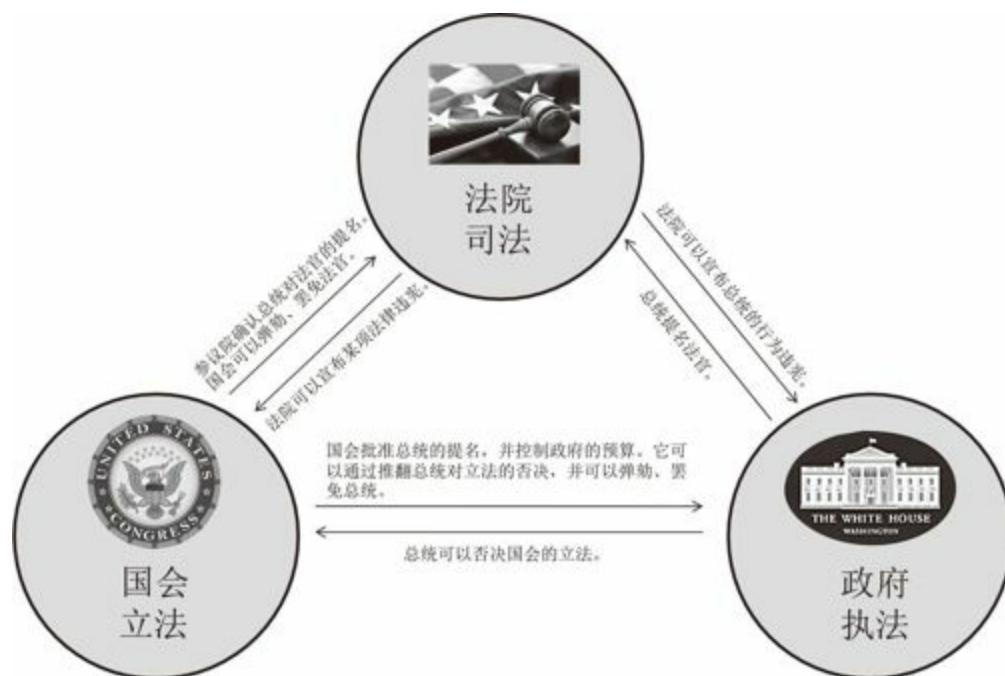 法院
司法
参议院确认总统对法官的提名。
国会可以弹劾、罢免法官。
法院可以宣布某项法律违宪。
法院可以宣布总统的行为违宪。
总统提名法官。
国会批准总统的提名，并控制政府的预算。它可
以通过推翻总统对立法的否决，并可以弹劾、罢
免总统。
总统可以否决国会的立法。
UNITED STATES
CONGRESS
国会
立法
THE WHITE HOUSE
WASHINGTON
政府
执法